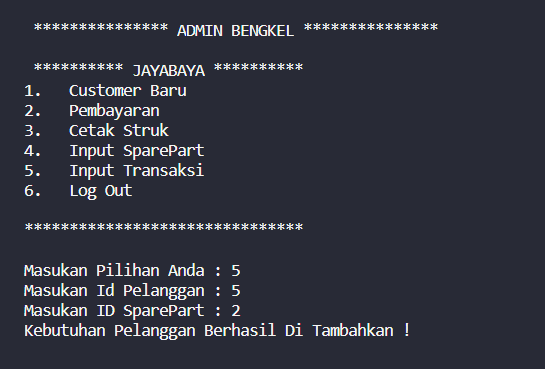 *************** ADMIN BENGKEL ***************
********** JAYABAYA **********
1. Customer Baru
2. Pembayaran
3. Cetak Struk
4. Input SparePart
5. Input Transaksi
6. Log Out
*******************************
Masukan Pilihan Anda : 5
Masukan Id Pelanggan : 5
Masukan ID SparePart : 2
Kebutuhan Pelanggan Berhasil Di Tambahkan !